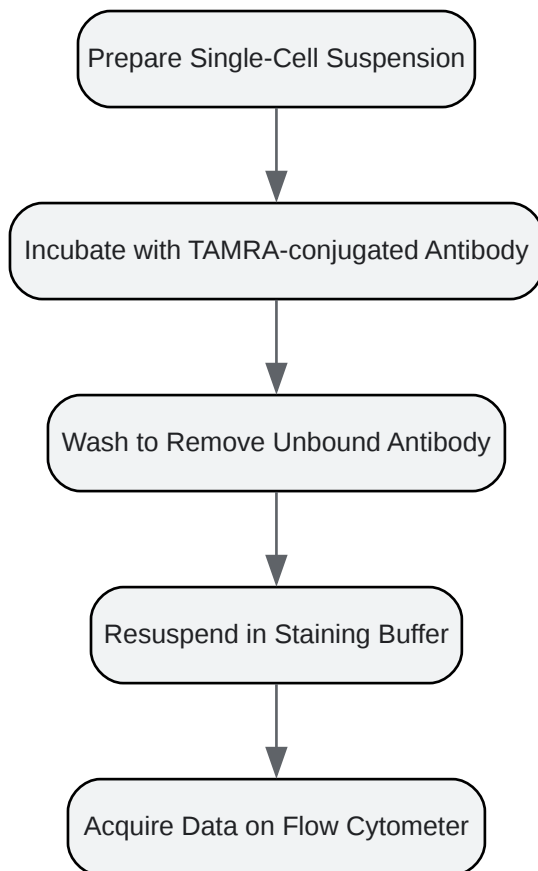 Prepare Single-Cell Suspension
Incubate with TAMRA-conjugated Antibody
Wash to Remove Unbound Antibody
Resuspend in Staining Buffer
Acquire Data on Flow Cytometer